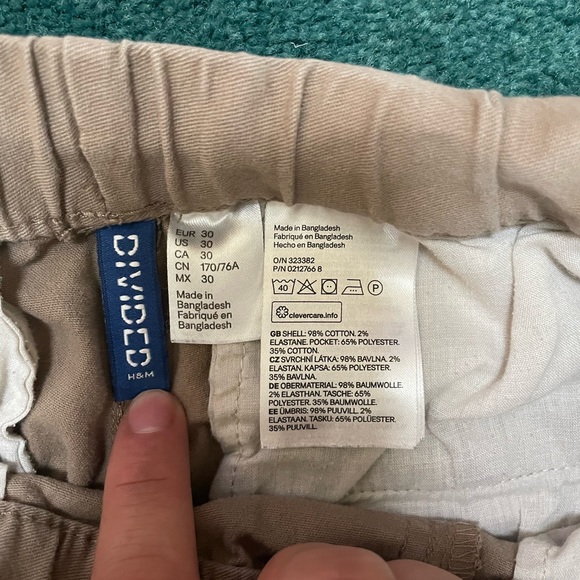 DIVIDED
H&M
EUR 30
US 30
CA 30
CN 170/76A
MX 30
Made in
Bangladesh
Fabriqué en
Bangladesh
Made in Bangladesh
Fabriqué en Bangladesh
Hecho en Bangladesh
O/N 323382
P/N 0212766 8
40
P
clevercare.info
GB SHELL: 98% COTTON. 2%
ELASTANE. POCKET: 65% POLYESTER.
35% COTTON.
CZ SVRCHNÍ LÁTKA: 98% BAVLNA. 2%
ELASTAN. KAPSA: 65% POLYESTER.
35% BAVLNA.
DE OBERMATERIAL: 98% BAUMWOLLE.
2% ELASTHAN. TASCHE: 65%
POLYESTER. 35% BAUMWOLLE.
EE ÜMBRIS: 98% PUUVILL. 2%
ELASTAAN. TASKU: 65% POLÜESTER.
35% PUUVILL.